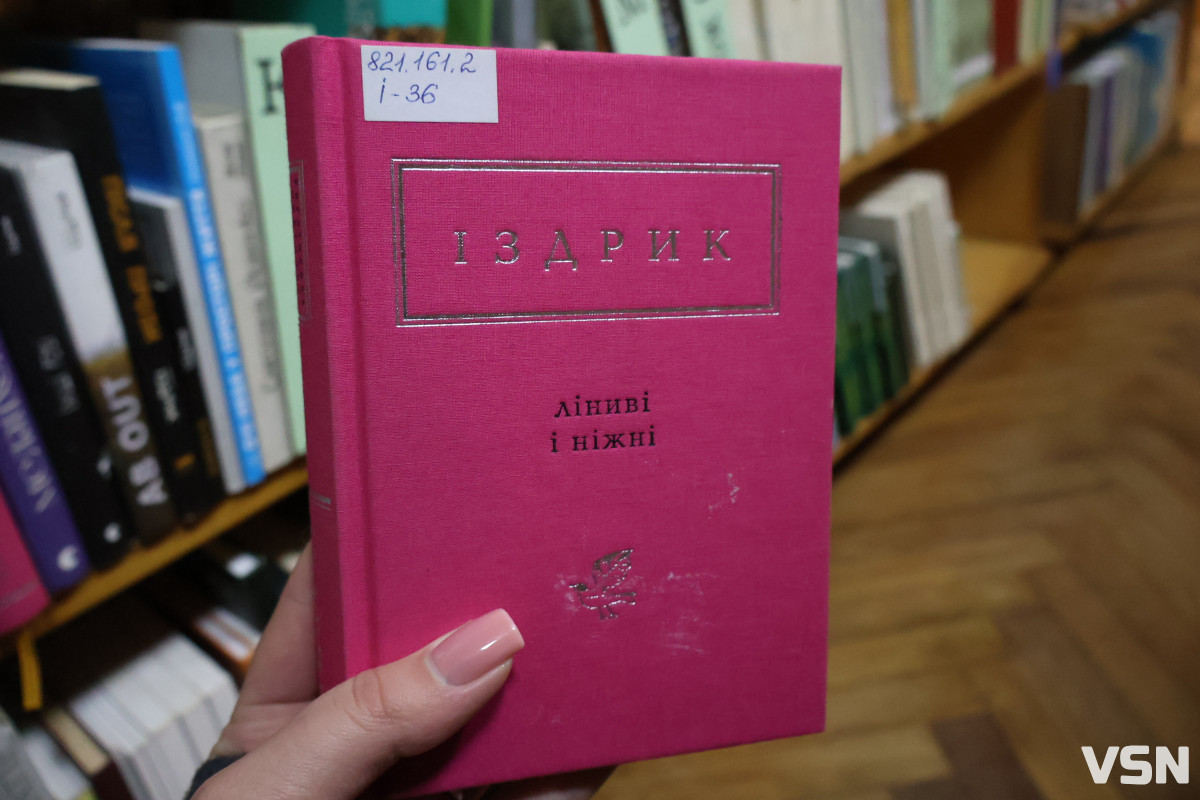 821.161.2
і-36
ІЗДРИК
ліниві
і ніжні
AB OUT
VSN